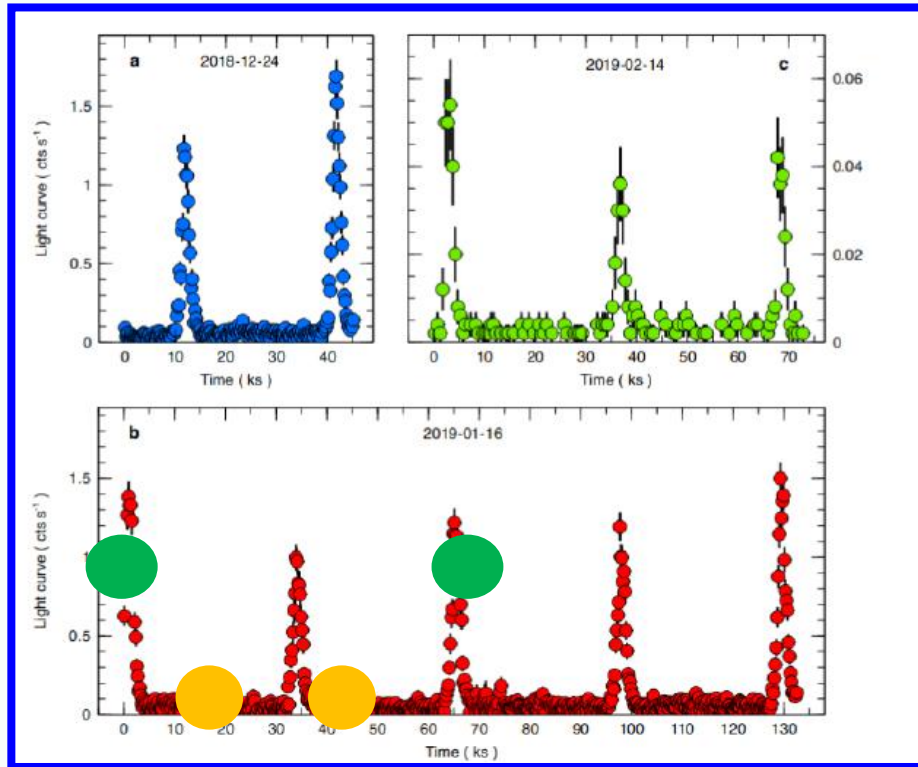 a
2018-12-24
Light curve ( cts s⁻¹ )
1.5
1
0.5
0
0 10 20 30 40
Time ( ks )
2019-02-14
c
0.06
0.04
0.02
0
0 10 20 30 40 50 60 70
Time ( ks )
b
2019-01-16
Light curve ( cts s⁻¹ )
1.5
0.5
0
0 10 20 30 40 50 60 70 80 90 100 110 120 130
Time ( ks )